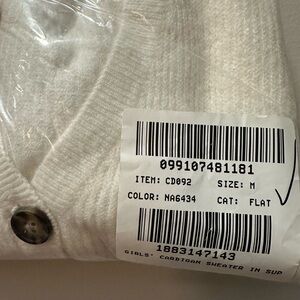 099107481181
ITEM: CD092 SIZE: M
COLOR: NA6434 CAT: FLAT
1883147143
GIRLS' CARDIGAN SWEATER IN SUP